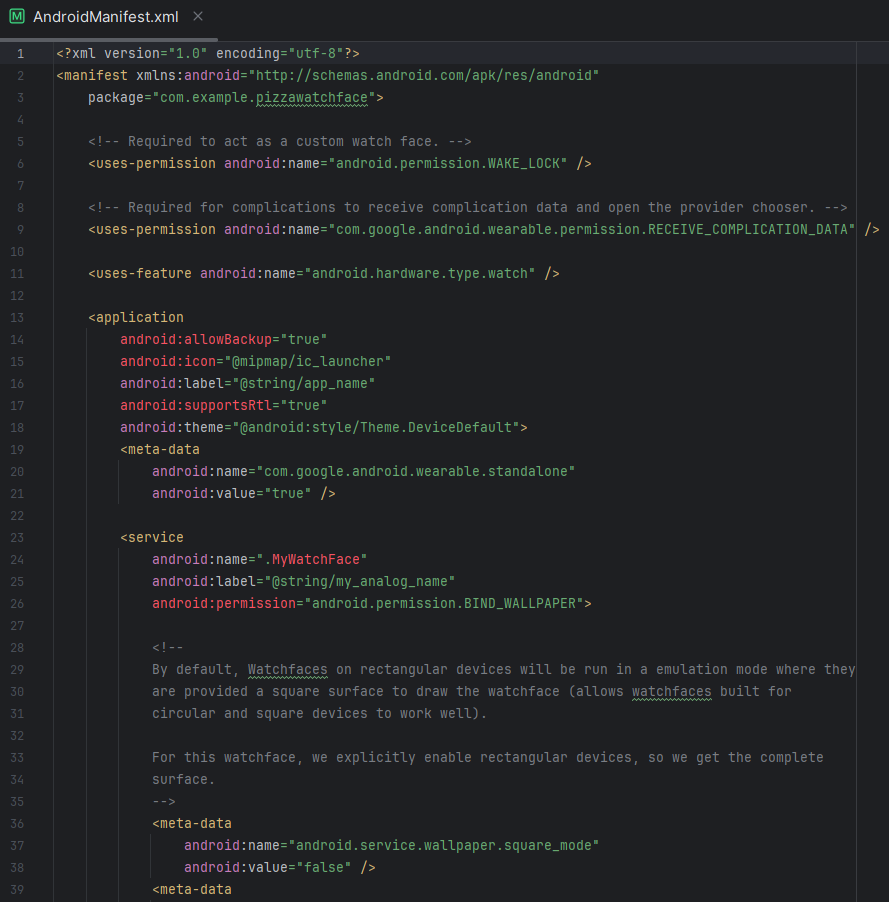 M AndroidManifest.xml ×
1 <?xml version="1.0" encoding="utf-8"?>
2 <manifest xmlns:android="http://schemas.android.com/apk/res/android"
3 package="com.example.pizzawatchface">
4
5 <!-- Required to act as a custom watch face. -->
6 <uses-permission android:name="android.permission.WAKE_LOCK" />
7
8 <!-- Required for complications to receive complication data and open the provider chooser. -->
9 <uses-permission android:name="com.google.android.wearable.permission.RECEIVE_COMPLICATION_DATA" />
10
11 <uses-feature android:name="android.hardware.type.watch" />
12
13 <application
14 android:allowBackup="true"
15 android:icon="@mipmap/ic_launcher"
16 android:label="@string/app_name"
17 android:supportsRtl="true"
18 android:theme="@android:style/Theme.DeviceDefault">
19 <meta-data
20 android:name="com.google.android.wearable.standalone"
21 android:value="true" />
22
23 <service
24 android:name=".MyWatchFace"
25 android:label="@string/my_analog_name"
26 android:permission="android.permission.BIND_WALLPAPER">
27
28 <!--
29 By default, Watchfaces on rectangular devices will be run in a emulation mode where they
30 are provided a square surface to draw the watchface (allows watchfaces built for
31 circular and square devices to work well).
32
33 For this watchface, we explicitly enable rectangular devices, so we get the complete
34 surface.
35 -->
36 <meta-data
37 android:name="android.service.wallpaper.square_mode"
38 android:value="false" />
39 <meta-data